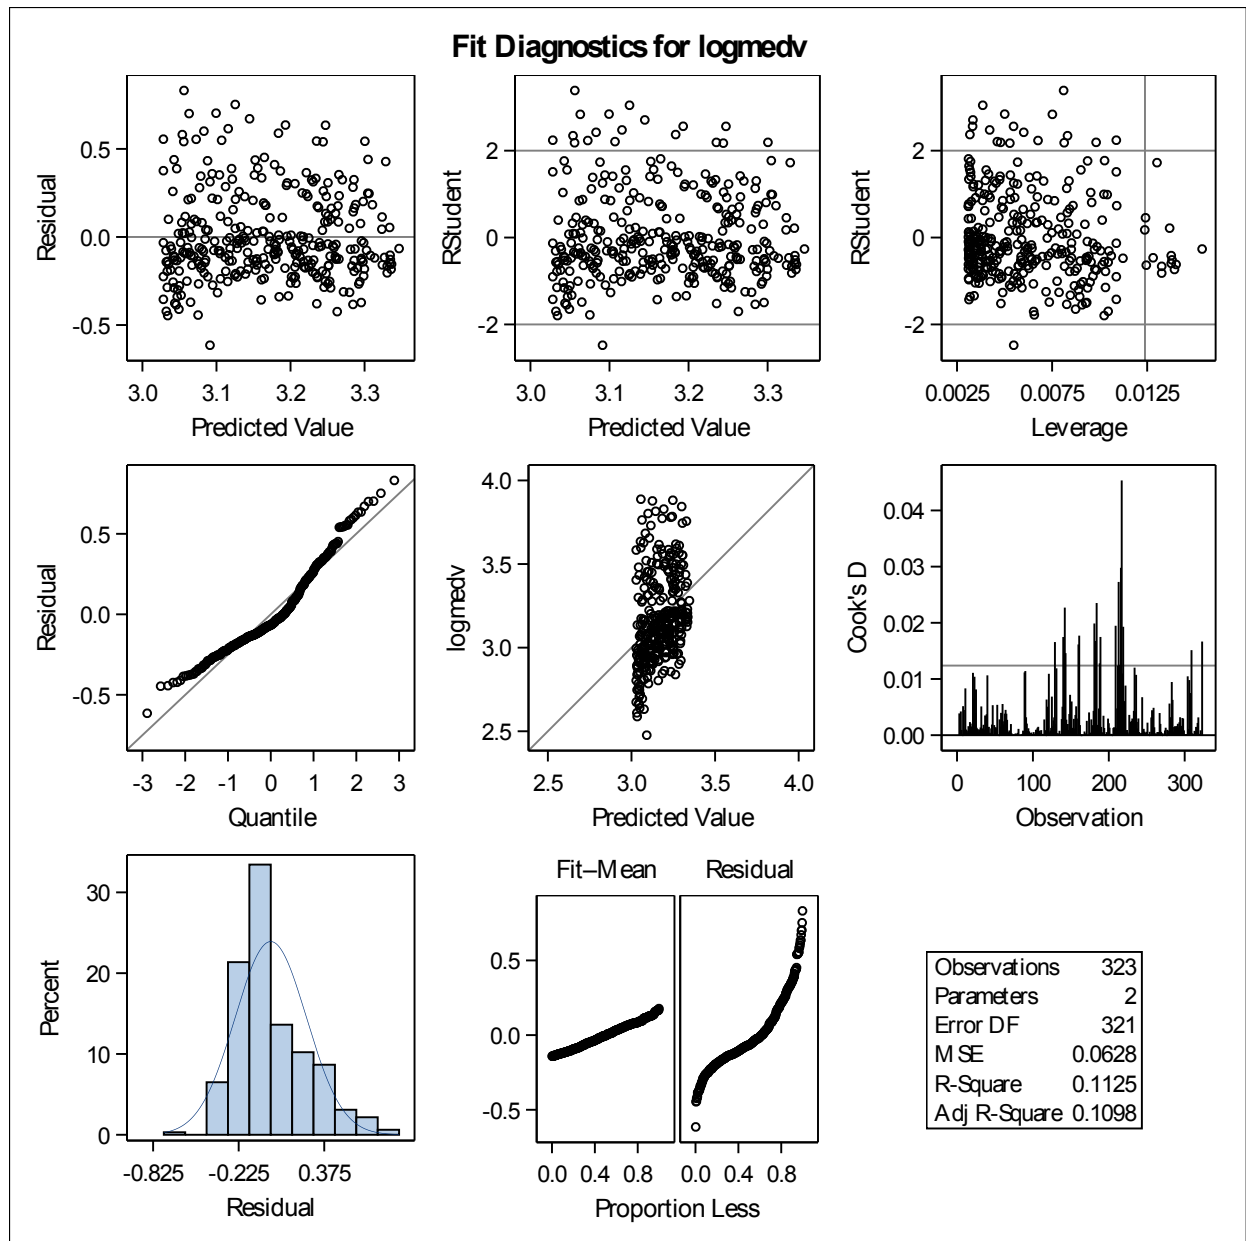 Fit Diagnostics for logmedv
Residual
0.5
0.0
-0.5
3.0 3.1 3.2 3.3
Predicted Value
RStudent
2
0
-2
3.0 3.1 3.2 3.3
Predicted Value
RStudent
2
0
-2
0.0025 0.0075 0.0125
Leverage
Residual
0.5
0.0
-0.5
-3 -2 -1 0 1 2 3
Quantile
logmedv
4.0
3.5
3.0
2.5
2.5 3.0 3.5 4.0
Predicted Value
Cook's D
0.04
0.03
0.02
0.01
0.00
0 100 200 300
Observation
Percent
30
20
10
0
-0.825 -0.225 0.375
Residual
Fit–Mean Residual
0.5
0.0
-0.5
0.0 0.4 0.8 0.0 0.4 0.8
Proportion Less
Observations 323
Parameters 2
Error DF 321
MSE 0.0628
R-Square 0.1125
Adj R-Square 0.1098